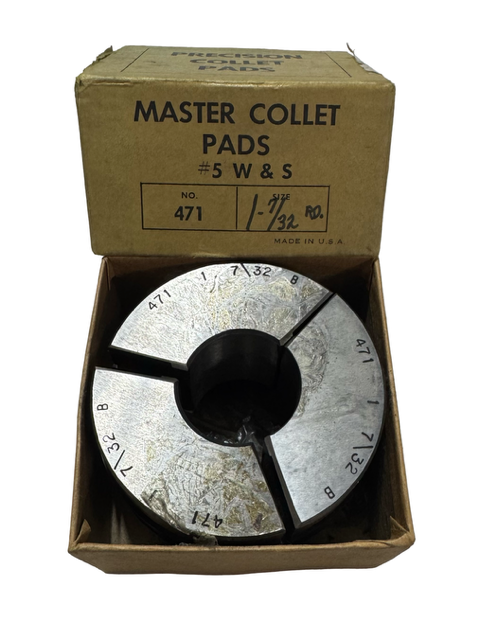 PRECISION
COLLET
PADS
MASTER COLLET
PADS
#5 W & S
NO.
471
SIZE
1-7/32 RD.
MADE IN U.S.A.
471 1 7\32 B
471 1 7\32 B
471 1 7\32 B